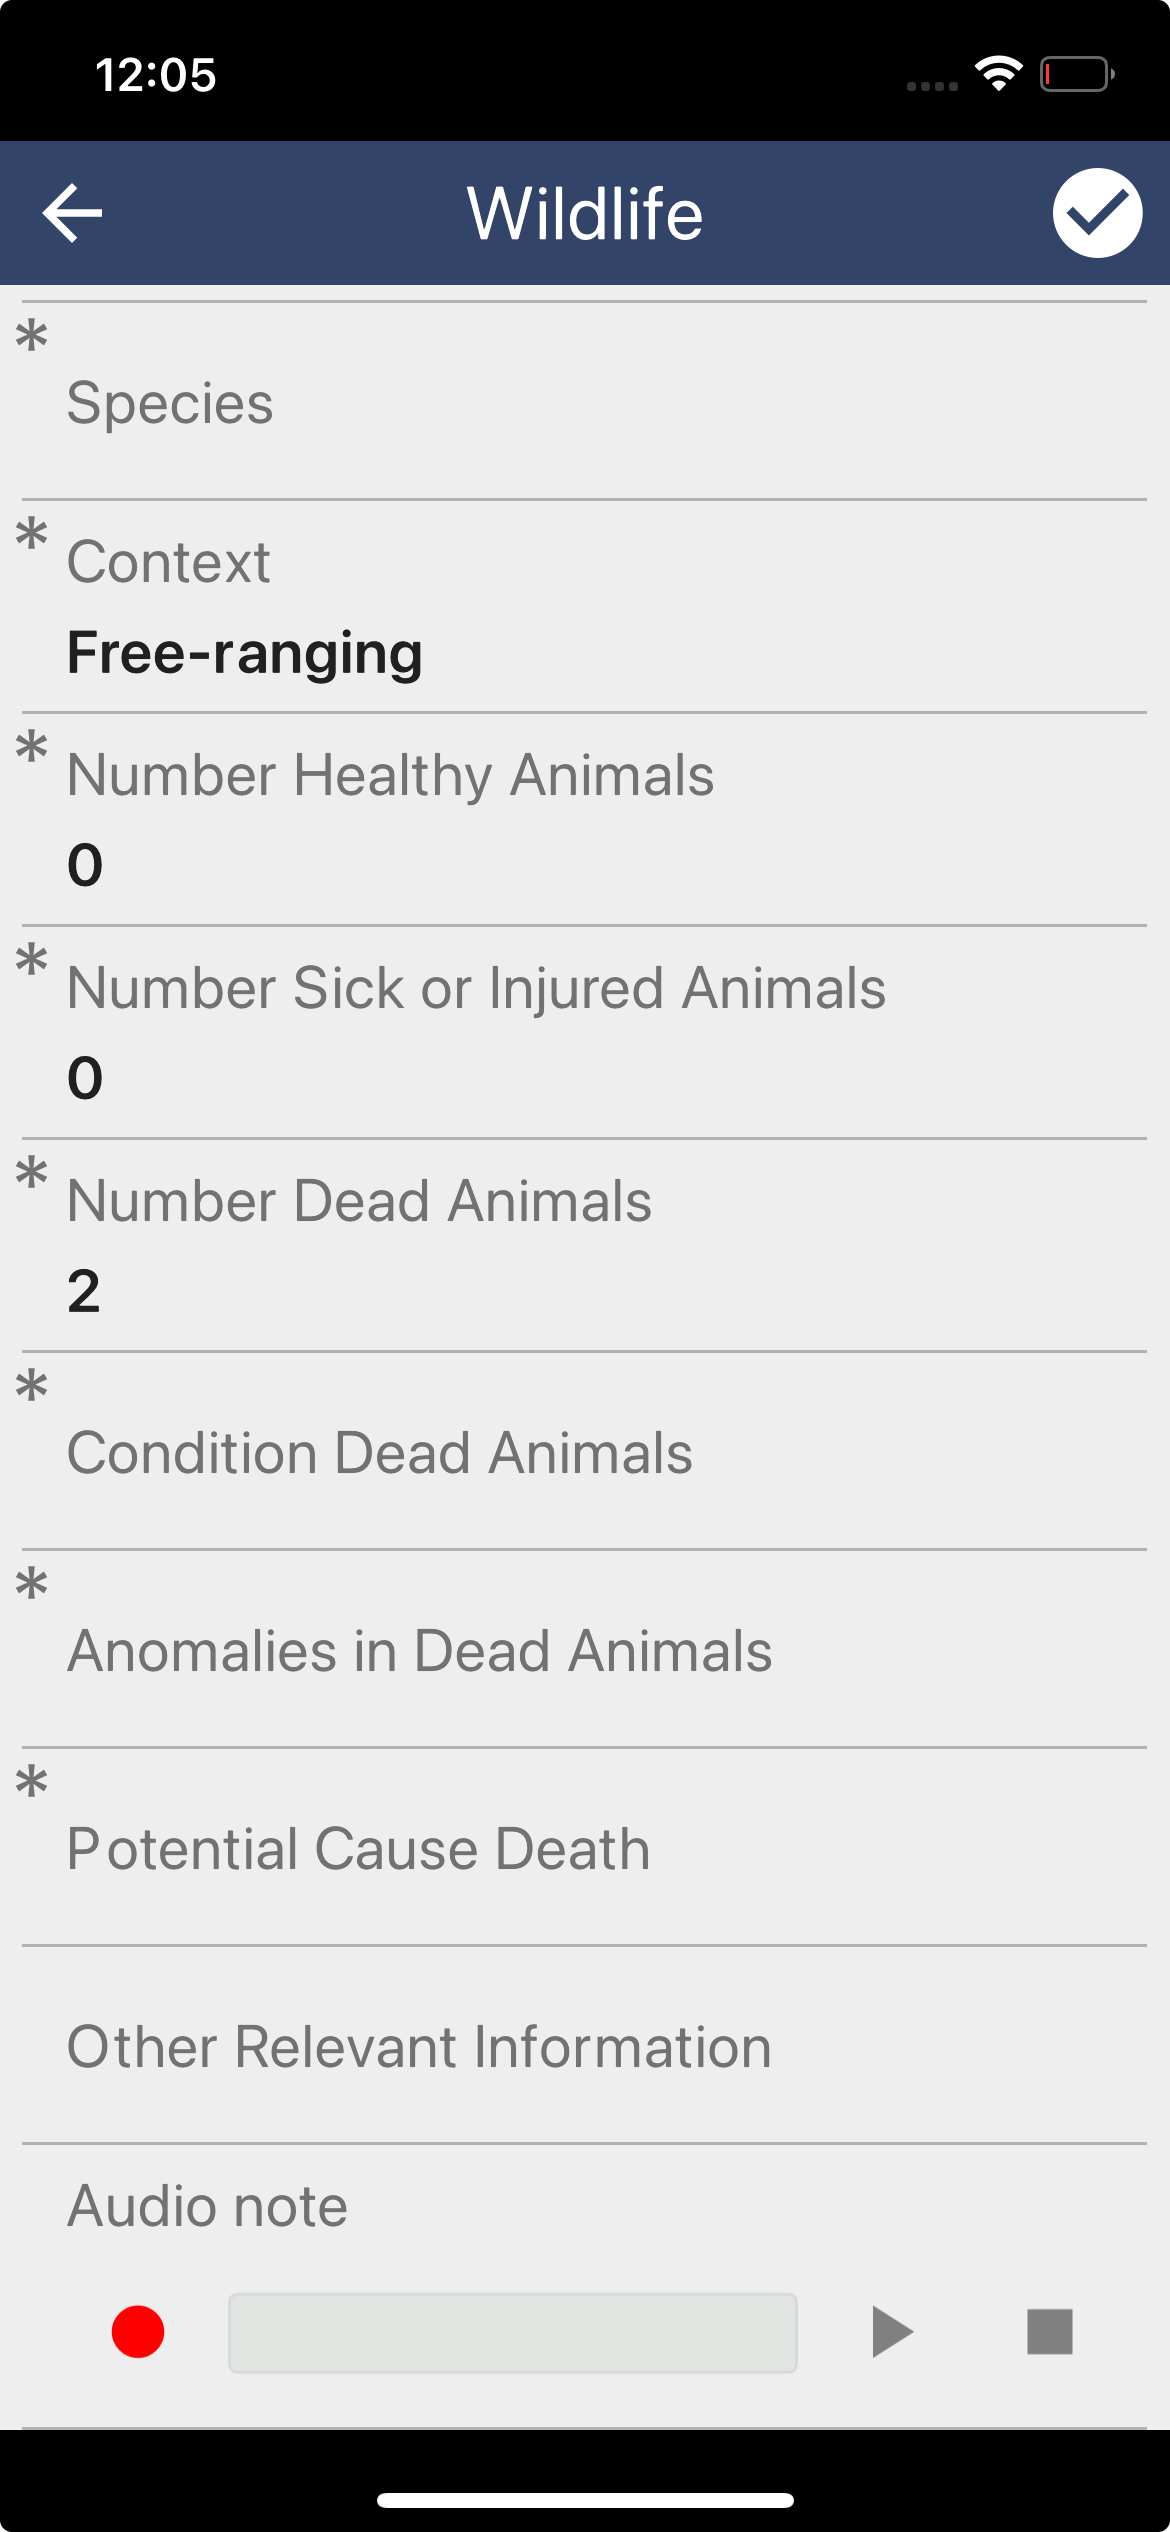 12:05
Wildlife
*
Species
*
Context
Free-ranging
*
Number Healthy Animals
0
*
Number Sick or Injured Animals
0
*
Number Dead Animals
2
*
Condition Dead Animals
*
Anomalies in Dead Animals
*
Potential Cause Death
Other Relevant Information
Audio note